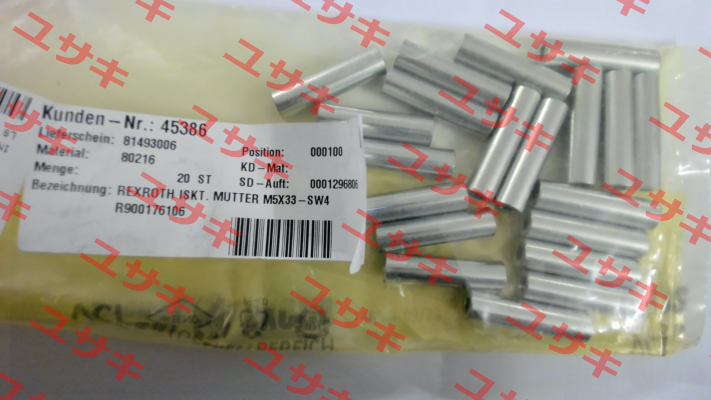 Kunden-Nr.: 45386
Lieferschein: 81493006
Material: 80216
Position: 000100
Menge: 20 ST
KD-Mat:
SD-Auft: 0001296806
Bezeichnung: REXROTH ISKT. MUTTER M5X33-SW4
R900176106
BEREICH
ユサキ